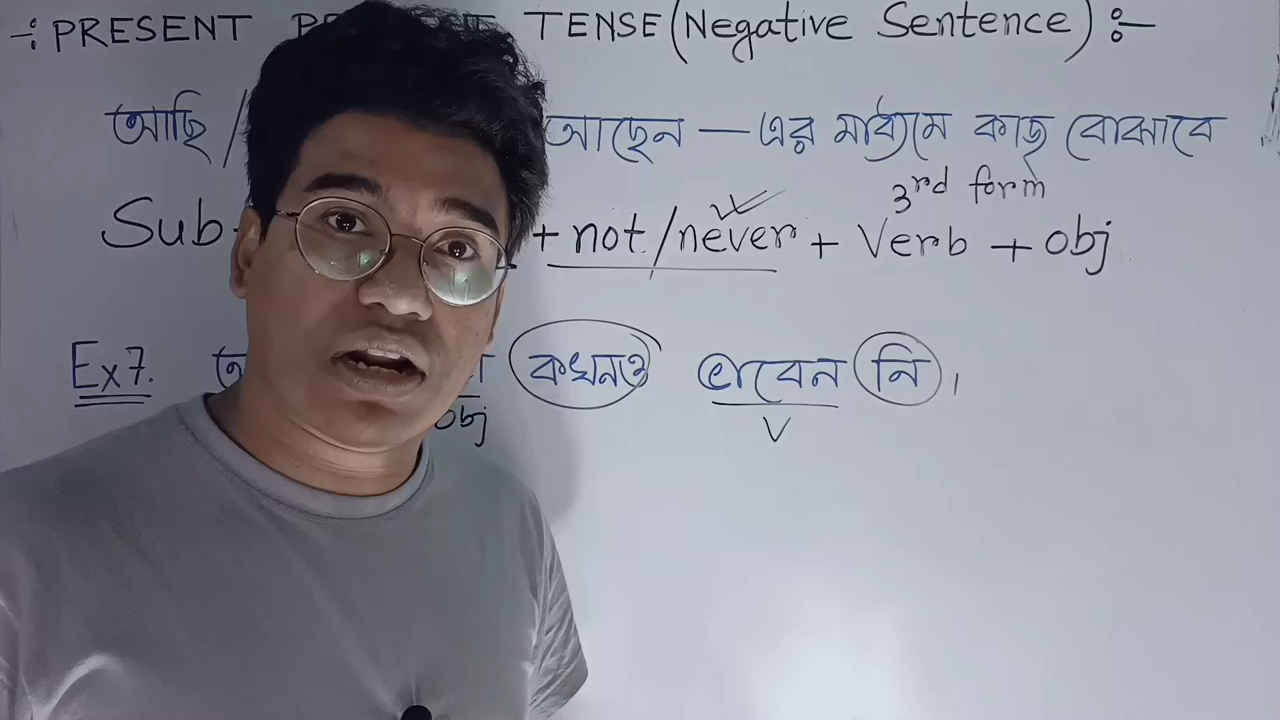 -: PRESENT TENSE (Negative Sentence) :-
আছি / আছেন — এর মাধ্যমে কাজ বোঝাবে
3rd form
Sub + not/never + Verb + obj
Ex7. কখনও ভাবেন নি।
obj V